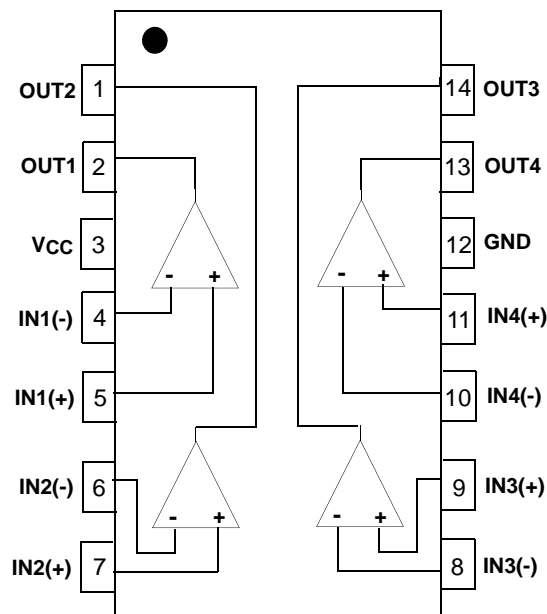 OUT2 1 14 OUT3
OUT1 2 13 OUT4
VCC 3 12 GND
- + - +
IN1(-) 4 11 IN4(+)
IN1(+) 5 10 IN4(-)
IN2(-) 6 9 IN3(+)
- + - +
IN2(+) 7 8 IN3(-)